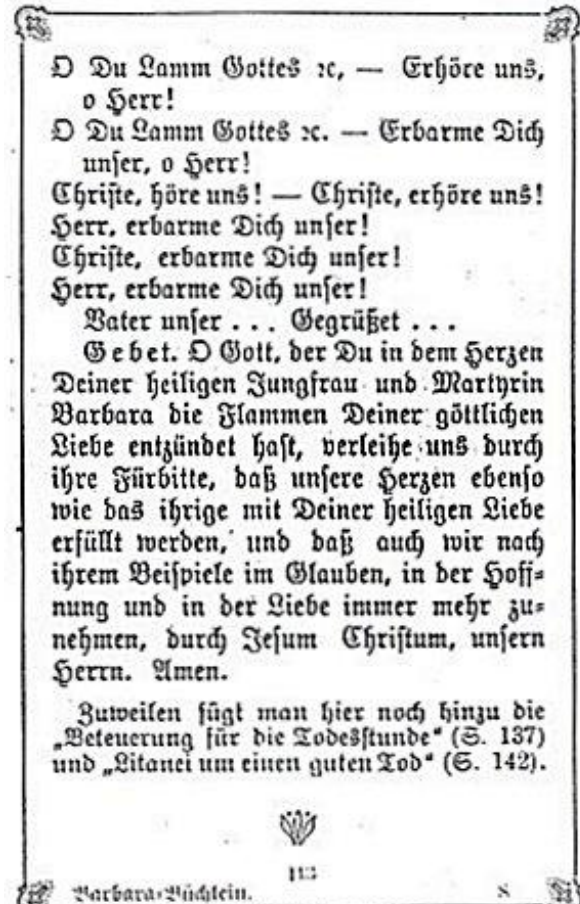 O Du Lamm Gottes ꝛc, — Erhöre uns,
o Herr!
O Du Lamm Gottes ꝛc. — Erbarme Dich
unser, o Herr!
Christe, höre uns! — Christe, erhöre uns!
Herr, erbarme Dich unser!
Christe, erbarme Dich unser!
Herr, erbarme Dich unser!
Vater unser . . . Gegrüßet . . .
Gebet. O Gott, der Du in dem Herzen
Deiner heiligen Jungfrau und Martyrin
Barbara die Flammen Deiner göttlichen
Liebe entzündet hast, verleihe uns durch
ihre Fürbitte, daß unsere Herzen ebenso
wie das ihrige mit Deiner heiligen Liebe
erfüllt werden, und daß auch wir nach
ihrem Beispiele im Glauben, in der Hoff-
nung und in der Liebe immer mehr zu-
nehmen, durch Jesum Christum, unsern
Herrn. Amen.
Zuweilen fügt man hier noch hinzu die
„Beteuerung für die Todesstunde“ (S. 137)
und „Litanei um einen guten Tod“ (S. 142).
113
Barbara-Büchlein. 8